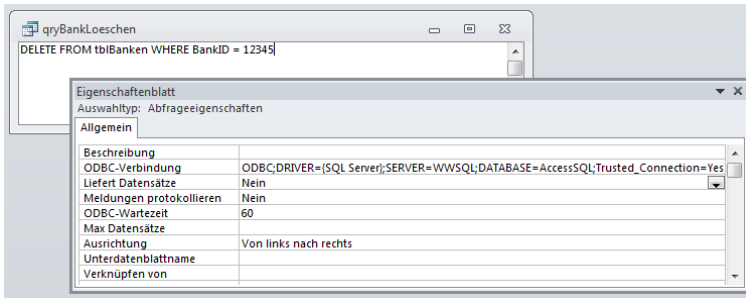 qryBankLoeschen
DELETE FROM tblBanken WHERE BankID = 12345
Eigenschaftenblatt
Auswahltyp: Abfrageeigenschaften
Allgemein
Beschreibung
ODBC-Verbindung ODBC;DRIVER={SQL Server};SERVER=WWSQL;DATABASE=AccessSQL;Trusted_Connection=Yes
Liefert Datensätze Nein
Meldungen protokollieren Nein
ODBC-Wartezeit 60
Max Datensätze
Ausrichtung Von links nach rechts
Unterdatenblattname
Verknüpfen von